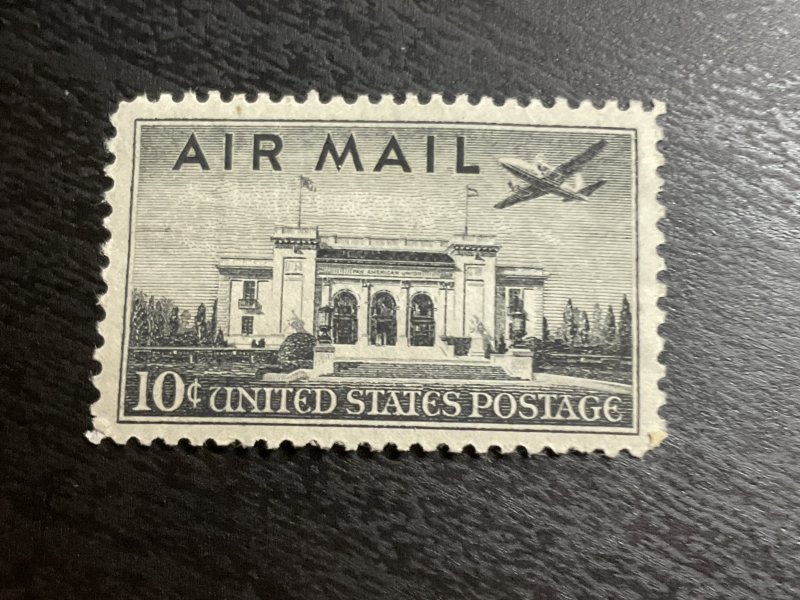 AIR MAIL
PAN AMERICAN UNION
10¢ UNITED STATES POSTAGE